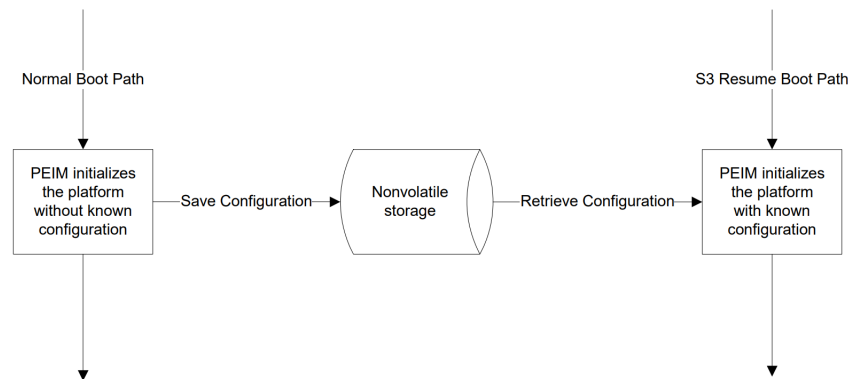 Normal Boot Path
S3 Resume Boot Path
PEIM initializes
the platform
without known
configuration
Save Configuration
Nonvolatile
storage
Retrieve Configuration
PEIM initializes
the platform
with known
configuration